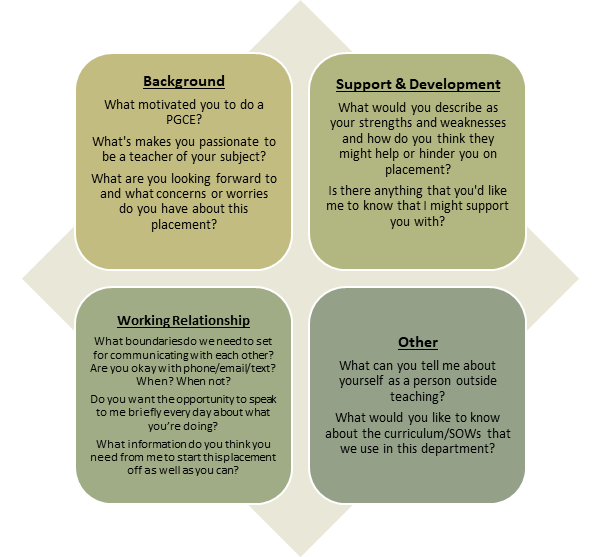 Background
What motivated you to do a
PGCE?
What's makes you passionate to
be a teacher of your subject?
What are you looking forward to
and what concerns or worries
do you have about this
placement?
Support & Development
What would you describe as
your strengths and weaknesses
and how do you think they
might help or hinder you on
placement?
Is there anything that you'd like
me to know that I might support
you with?
Working Relationship
What boundaries do we need to set
for communicating with each other?
Are you okay with phone/email/text?
When? When not?
Do you want the opportunity to speak
to me briefly every day about what
you're doing?
What information do you think you
need from me to start this placement
off as well as you can?
Other
What can you tell me about
yourself as a person outside
teaching?
What would you like to know
about the curriculum/SOWs that
we use in this department?